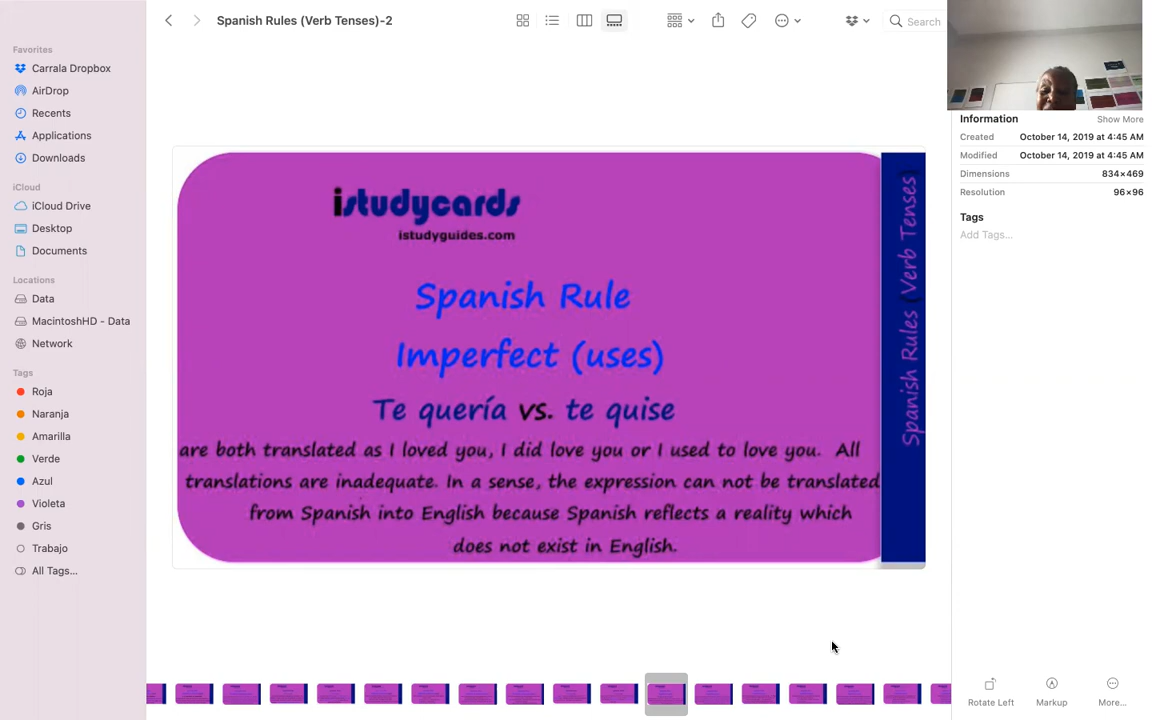 Spanish Rules (Verb Tenses)-2
Search
Favorites
Carrala Dropbox
AirDrop
Recents
Applications
Downloads
iCloud
iCloud Drive
Desktop
Documents
Locations
Data
MacintoshHD - Data
Network
Tags
Roja
Naranja
Amarilla
Verde
Azul
Violeta
Gris
Trabajo
All Tags...
istudycards
istudyguides.com
Spanish Rule
Imperfect (uses)
Te quería vs. te quise
are both translated as I loved you, I did love you or I used to love you. All
translations are inadequate. In a sense, the expression can not be translated
from Spanish into English because Spanish reflects a reality which
does not exist in English.
Spanish Rules (Verb Tenses)
Information Show More
Created October 14, 2019 at 4:45 AM
Modified October 14, 2019 at 4:45 AM
Dimensions 834×469
Resolution 96×96
Tags
Add Tags...
Rotate Left Markup More...